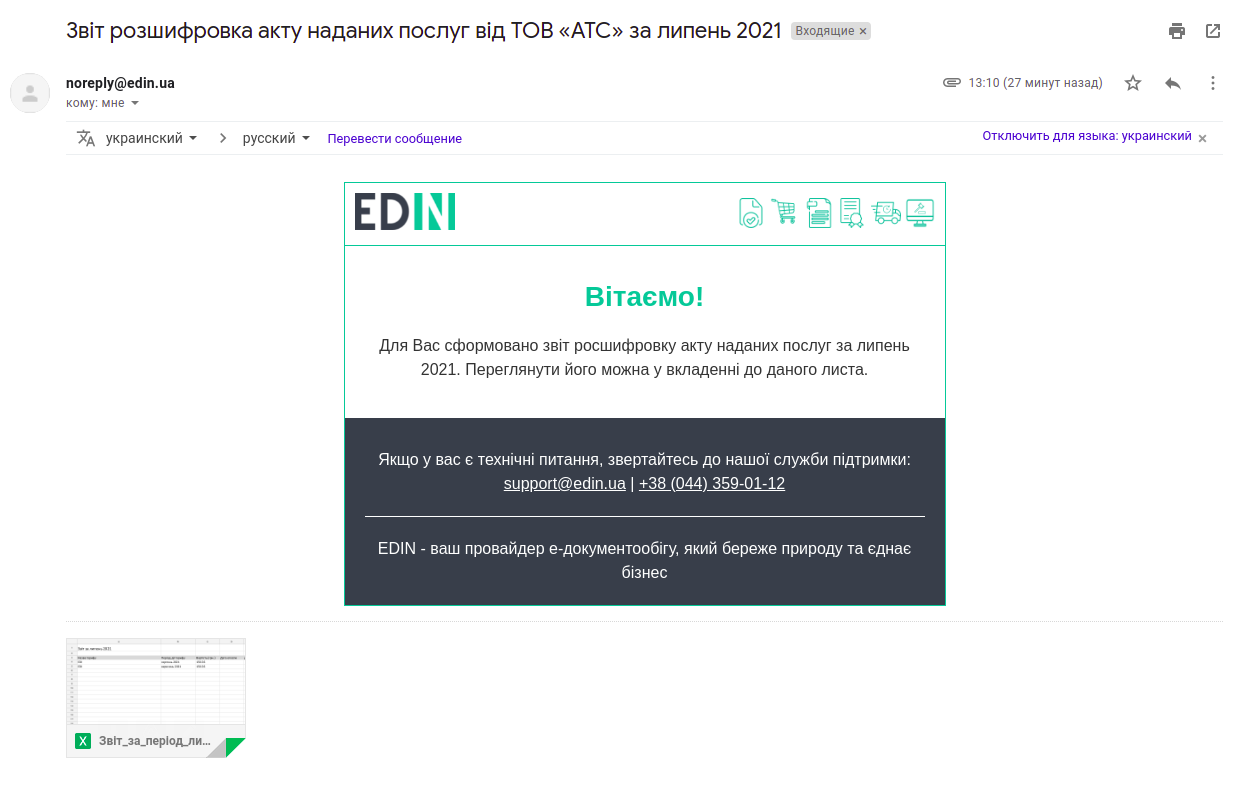 Звіт розшифровка акту наданих послуг від ТОВ «АТС» за липень 2021 Входящие ×
noreply@edin.ua 13:10 (27 минут назад)
кому: мне
украинский > русский Перевести сообщение Отключить для языка: украинский ×
EDIN
Вітаємо!
Для Вас сформовано звіт росшифровку акту наданих послуг за липень
2021. Переглянути його можна у вкладенні до даного листа.
Якщо у вас є технічні питання, звертайтесь до нашої служби підтримки:
support@edin.ua | +38 (044) 359-01-12
EDIN - ваш провайдер е-документообігу, який береже природу та єднає
бізнес
X Звіт_за_період_ли...